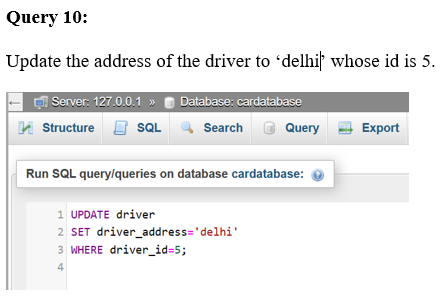 Query 10:
Update the address of the driver to ‘delhi’ whose id is 5.
Server: 127.0.0.1 » Database: cardatabase
Structure SQL Search Query Export
Run SQL query/queries on database cardatabase:
1 UPDATE driver
2 SET driver_address='delhi'
3 WHERE driver_id=5;
4